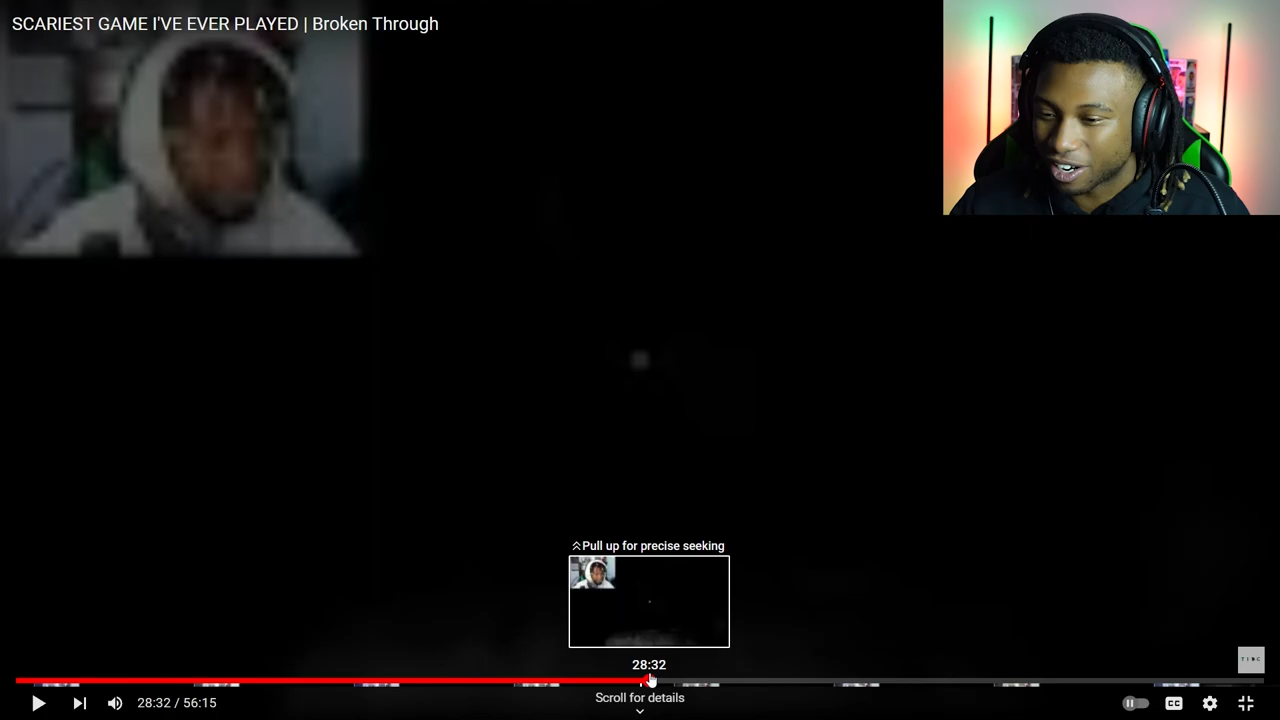 SCARIEST GAME I'VE EVER PLAYED | Broken Through
Pull up for precise seeking
28:32
Scroll for details
28:32 / 56:15
CC